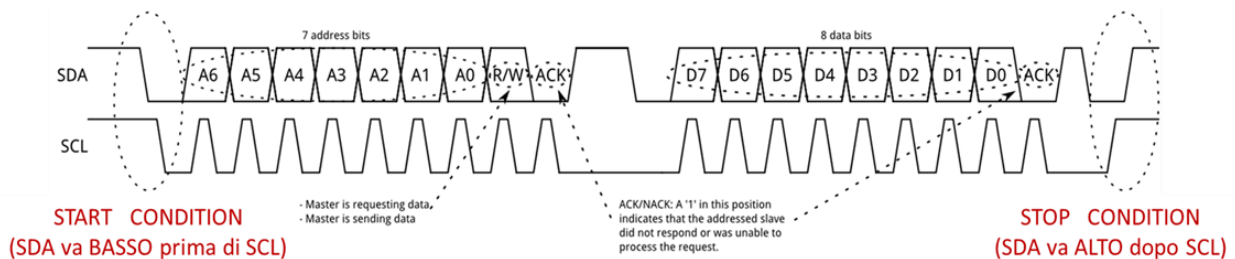 7 address bits
8 data bits
SDA
A6 A5 A4 A3 A2 A1 A0 R/W ACK
D7 D6 D5 D4 D3 D2 D1 D0 ACK
SCL
START CONDITION
(SDA va BASSO prima di SCL)
- Master is requesting data
- Master is sending data
ACK/NACK: A '1' in this position
indicates that the addressed slave
did not respond or was unable to
process the request.
STOP CONDITION
(SDA va ALTO dopo SCL)